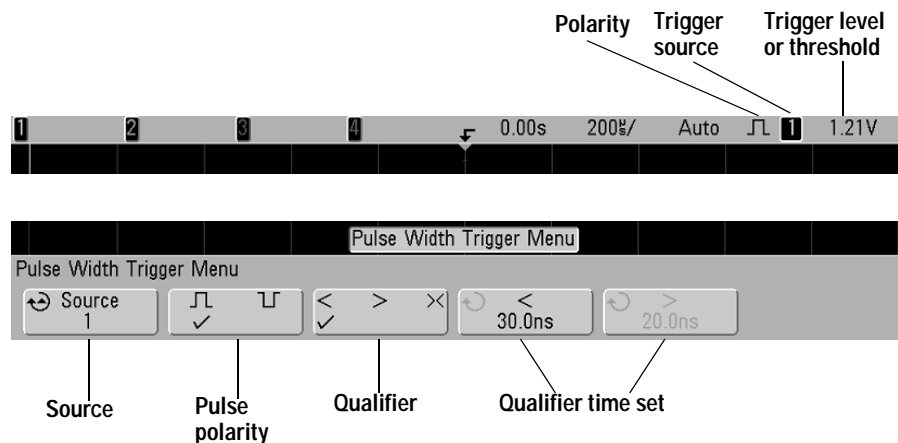 Polarity
Trigger source
Trigger level or threshold
1 2 3 4 0.00s 200㎲/ Auto 1 1.21V
Pulse Width Trigger Menu
Pulse Width Trigger Menu
Source 1
✓
< > ><
✓
< 30.0ns
> 20.0ns
Source
Pulse polarity
Qualifier
Qualifier time set